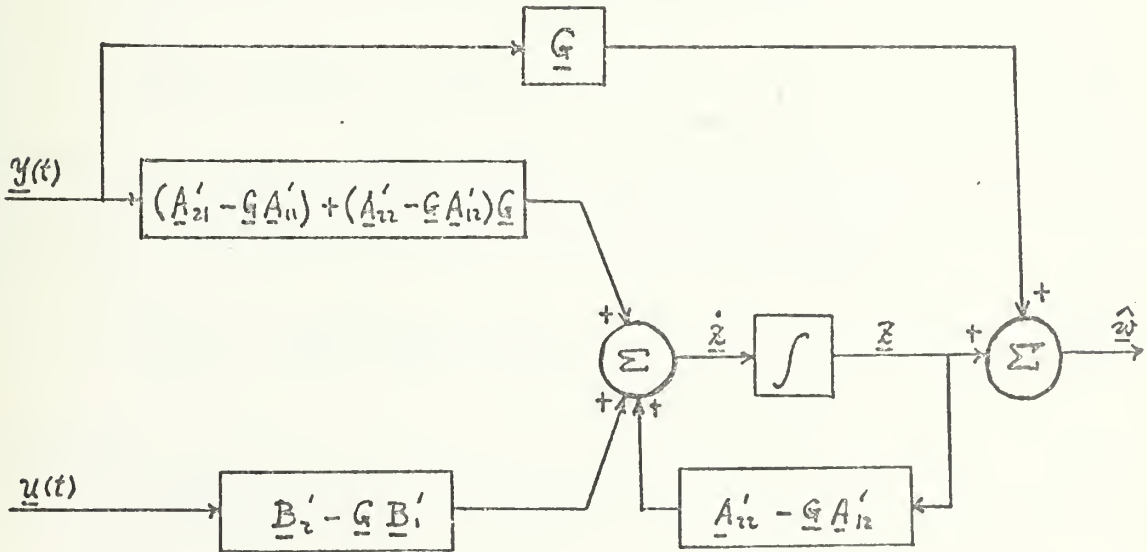 G
y(t)
(A'21 - G A'11) + (A'22 - G A'12) G
+
+
Σ
ż
∫
z
+
Σ
ŵ
+
+
u(t)
B'2 - G B'1
A'22 - G A'12